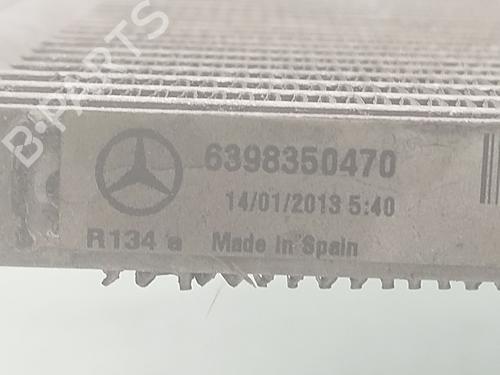 B-PARTS
6398350470
14/01/2013 5:40
R134 a Made in Spain